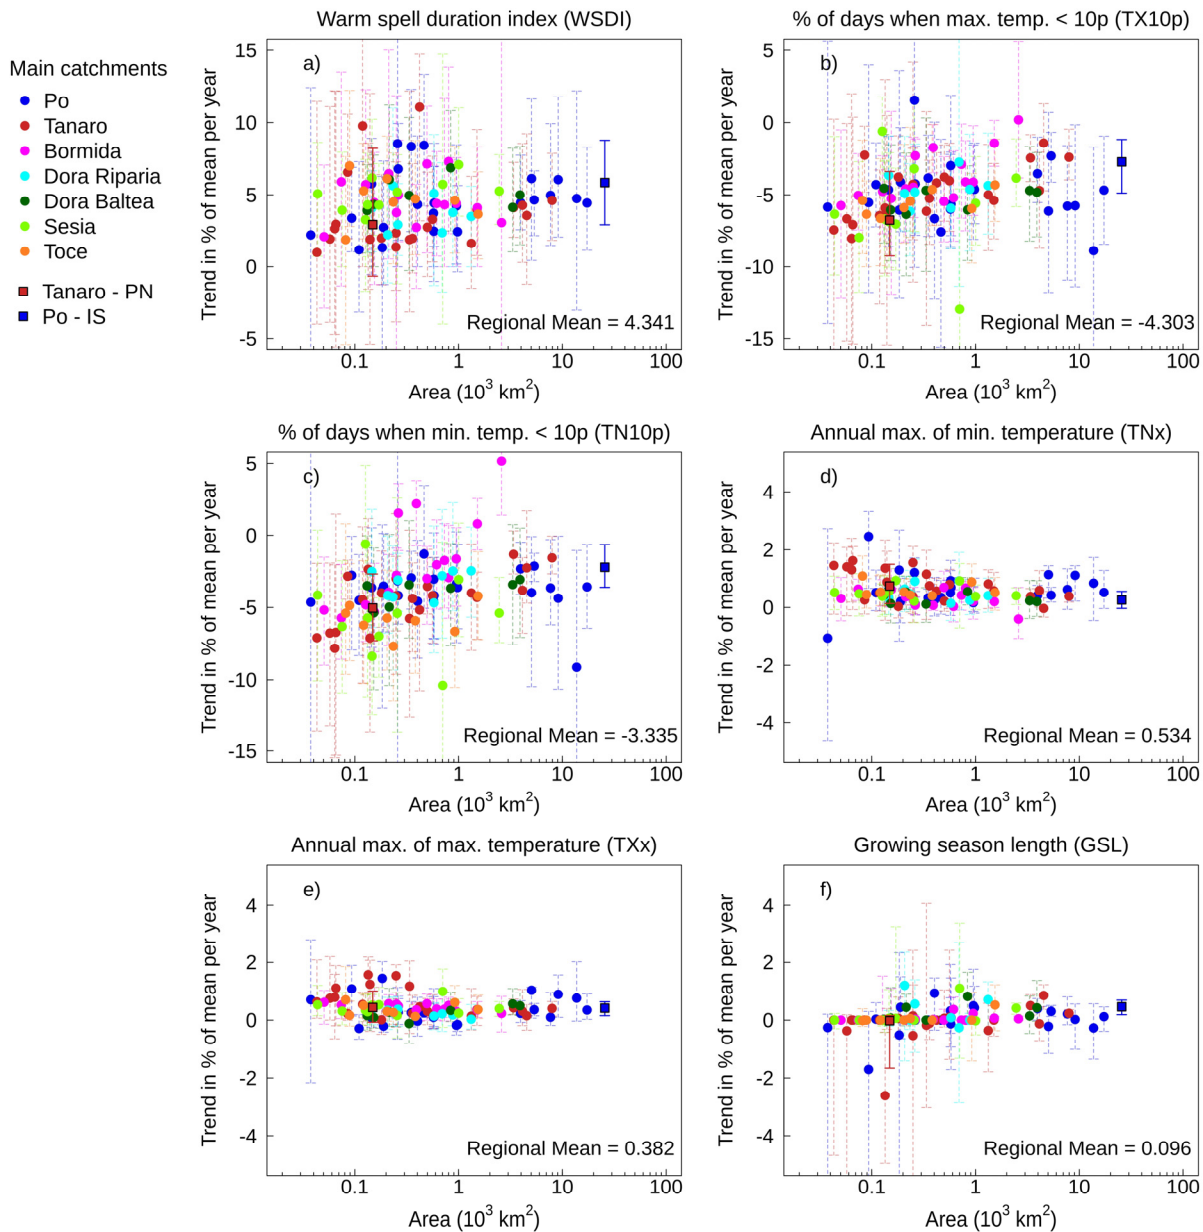 Main catchments
Po
Tanaro
Bormida
Dora Riparia
Dora Baltea
Sesia
Toce
Tanaro - PN
Po - IS
Warm spell duration index (WSDI)
a)
Trend in % of mean per year
15
10
5
0
-5
Regional Mean = 4.341
0.1 1 10 100
Area (10³ km²)
% of days when max. temp. < 10p (TX10p)
b)
Trend in % of mean per year
5
0
-5
-10
-15
Regional Mean = -4.303
0.1 1 10 100
Area (10³ km²)
% of days when min. temp. < 10p (TN10p)
c)
Trend in % of mean per year
5
0
-5
-10
-15
Regional Mean = -3.335
0.1 1 10 100
Area (10³ km²)
Annual max. of min. temperature (TNx)
d)
Trend in % of mean per year
4
2
0
-2
-4
Regional Mean = 0.534
0.1 1 10 100
Area (10³ km²)
Annual max. of max. temperature (TXx)
e)
Trend in % of mean per year
4
2
0
-2
-4
Regional Mean = 0.382
0.1 1 10 100
Area (10³ km²)
Growing season length (GSL)
f)
Trend in % of mean per year
4
2
0
-2
-4
Regional Mean = 0.096
0.1 1 10 100
Area (10³ km²)